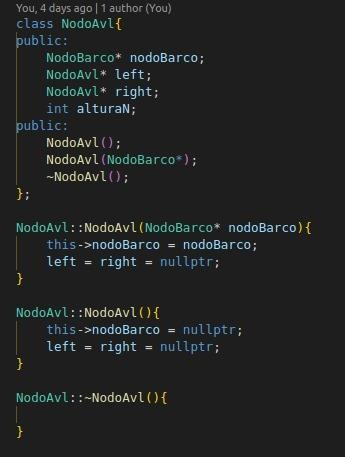 You, 4 days ago | 1 author (You)
class NodoAvl{
public:
    NodoBarco* nodoBarco;
    NodoAvl* left;
    NodoAvl* right;
    int alturaN;
public:
    NodoAvl();
    NodoAvl(NodoBarco*);
    ~NodoAvl();
};

NodoAvl::NodoAvl(NodoBarco* nodoBarco){
    this->nodoBarco = nodoBarco;
    left = right = nullptr;
}

NodoAvl::NodoAvl(){
    this->nodoBarco = nullptr;
    left = right = nullptr;
}

NodoAvl::~NodoAvl(){

}